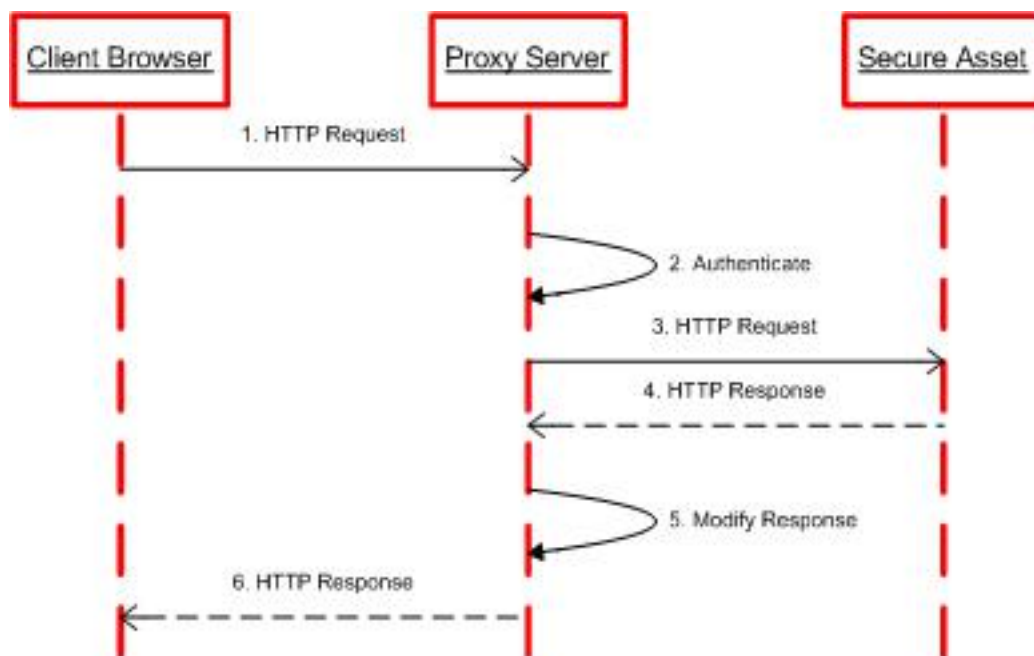 Client Browser
Proxy Server
Secure Asset
1. HTTP Request
2. Authenticate
3. HTTP Request
4. HTTP Response
5. Modify Response
6. HTTP Response